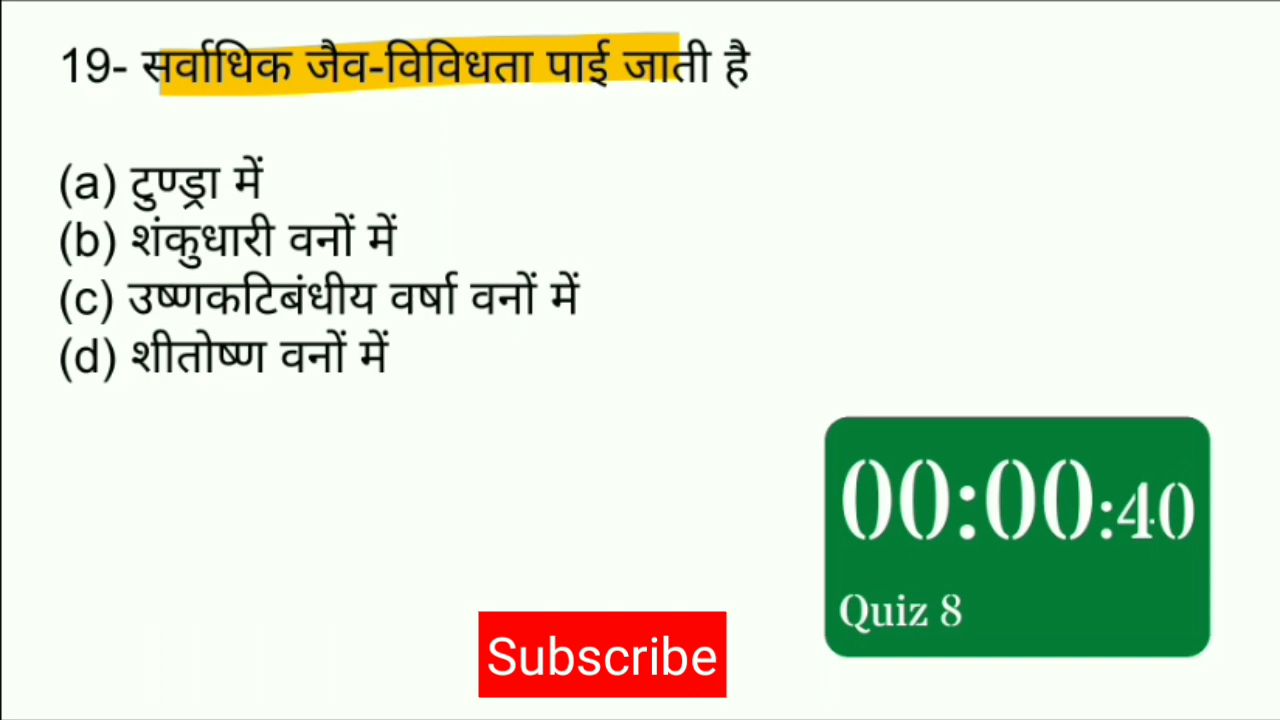 19- सर्वाधिक जैव-विविधता पाई जाती है
(a) टुण्ड्रा में
(b) शंकुधारी वनों में
(c) उष्णकटिबंधीय वर्षा वनों में
(d) शीतोष्ण वनों में
00:00:40
Quiz 8
Subscribe